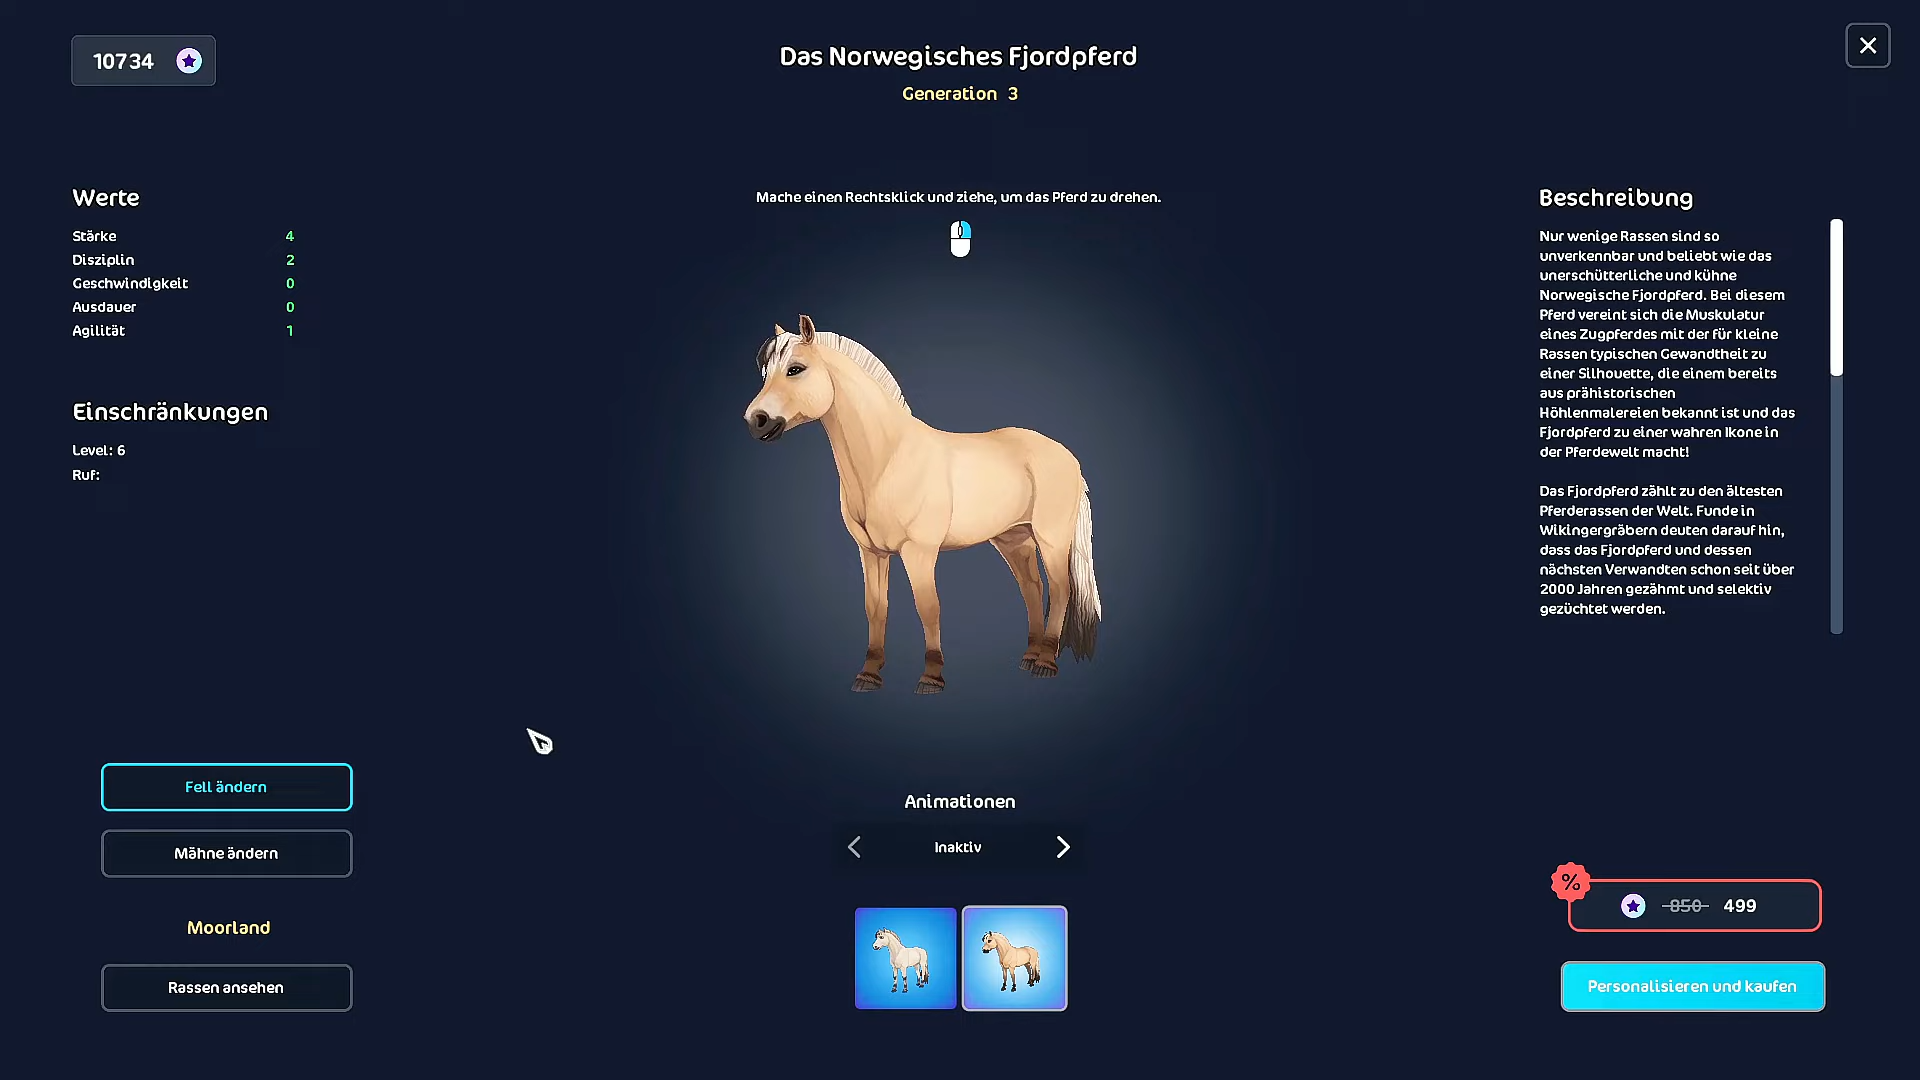 10734
Das Norwegisches Fjordpferd
Generation 3
Werte
Stärke 4
Disziplin 2
Geschwindigkeit 0
Ausdauer 0
Agilität 1
Einschränkungen
Level: 6
Ruf:
Mache einen Rechtsklick und ziehe, um das Pferd zu drehen.
Beschreibung
Nur wenige Rassen sind so
unverkennbar und beliebt wie das
unerschütterliche und kühne
Norwegische Fjordpferd. Bei diesem
Pferd vereint sich die Muskulatur
eines Zugpferdes mit der für kleine
Rassen typischen Gewandtheit zu
einer Silhouette, die einem bereits
aus prähistorischen
Höhlenmalereien bekannt ist und das
Fjordpferd zu einer wahren Ikone in
der Pferdewelt macht!
Das Fjordpferd zählt zu den ältesten
Pferderassen der Welt. Funde in
Wikingergräbern deuten darauf hin,
dass das Fjordpferd und dessen
nächsten Verwandten schon seit über
2000 Jahren gezähmt und selektiv
gezüchtet werden.
Fell ändern
Mähne ändern
Moorland
Rassen ansehen
Animationen
Inaktiv
%
850 499
Personalisieren und kaufen